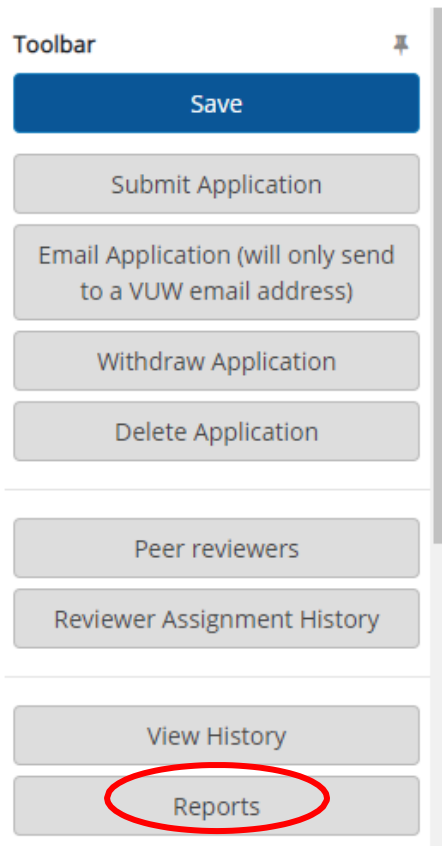 Toolbar
Save
Submit Application
Email Application (will only send
to a VUW email address)
Withdraw Application
Delete Application
Peer reviewers
Reviewer Assignment History
View History
Reports